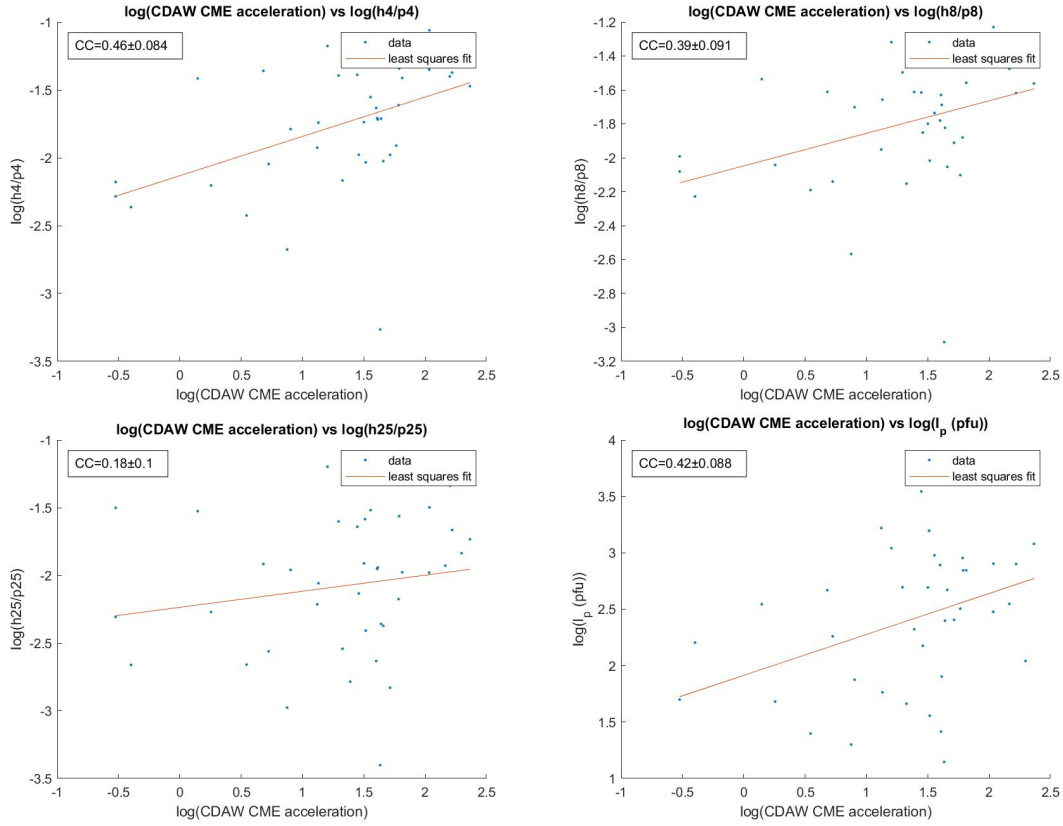 log(CDAW CME acceleration) vs log(h4/p4)
CC=0.46±0.084
data
least squares fit
log(h4/p4)
-1
-1.5
-2
-2.5
-3
-3.5
-1
-0.5
0
0.5
1
1.5
2
2.5
log(CDAW CME acceleration)
log(CDAW CME acceleration) vs log(h8/p8)
CC=0.39±0.091
data
least squares fit
log(h8/p8)
-1.2
-1.4
-1.6
-1.8
-2
-2.2
-2.4
-2.6
-2.8
-3
-3.2
-1
-0.5
0
0.5
1
1.5
2
2.5
log(CDAW CME acceleration)
log(CDAW CME acceleration) vs log(h25/p25)
CC=0.18±0.1
data
least squares fit
log(h25/p25)
-1
-1.5
-2
-2.5
-3
-3.5
-1
-0.5
0
0.5
1
1.5
2
2.5
log(CDAW CME acceleration)
log(CDAW CME acceleration) vs log(I_p (pfu))
CC=0.42±0.088
data
least squares fit
log(I_p (pfu))
4
3.5
3
2.5
2
1.5
1
-1
-0.5
0
0.5
1
1.5
2
2.5
log(CDAW CME acceleration)